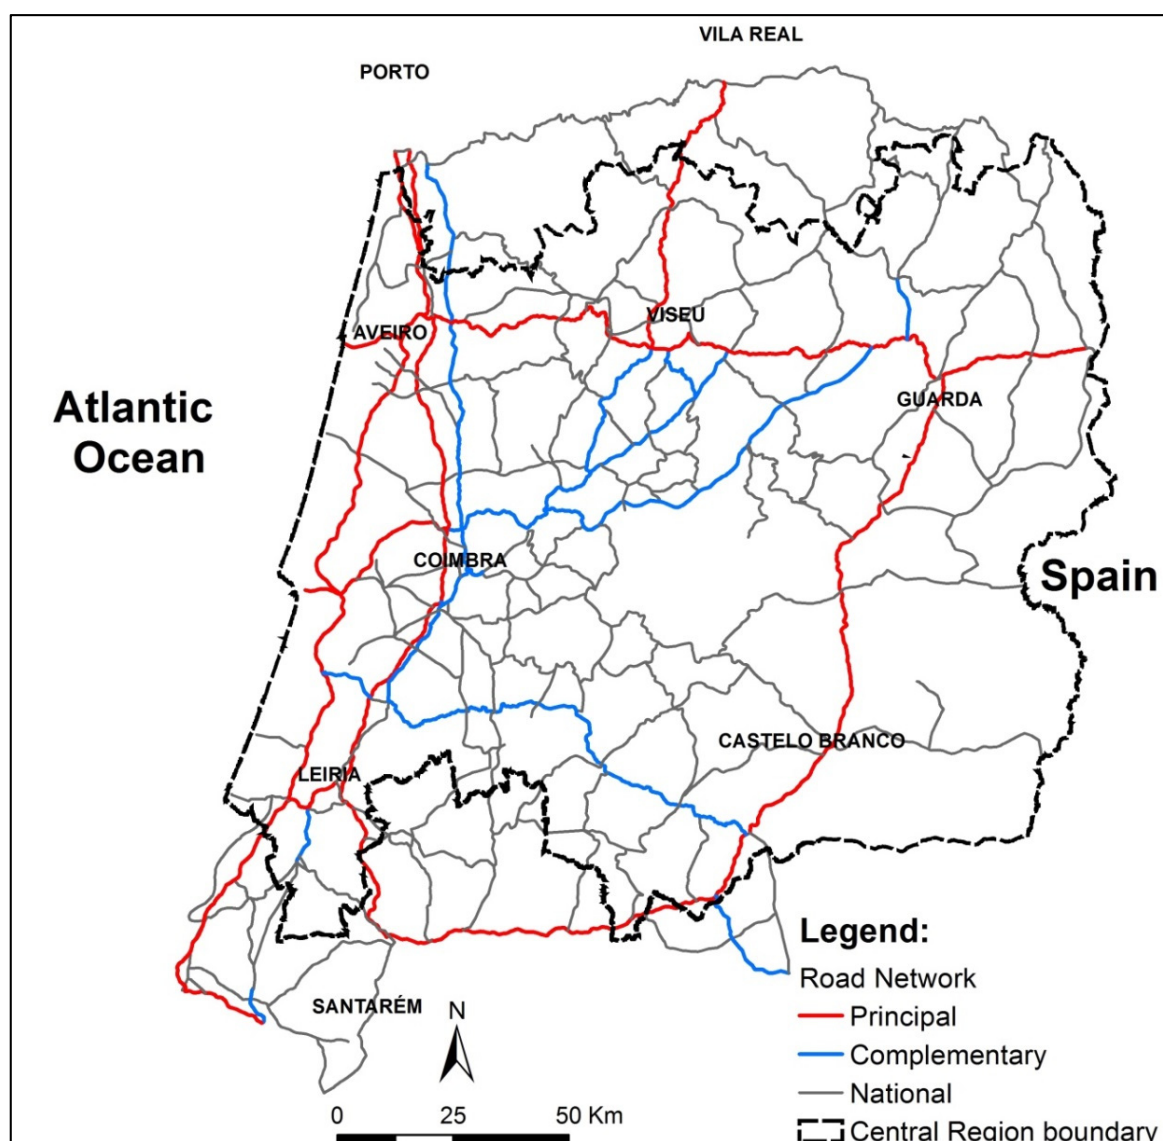 VILA REAL
PORTO
VISEU
AVEIRO
Atlantic
Ocean
GUARDA
COIMBRA
Spain
CASTELO BRANCO
LEIRIA
Legend:
Road Network
SANTARÉM
N
Principal
Complementary
National
0 25 50 Km
Central Region boundary